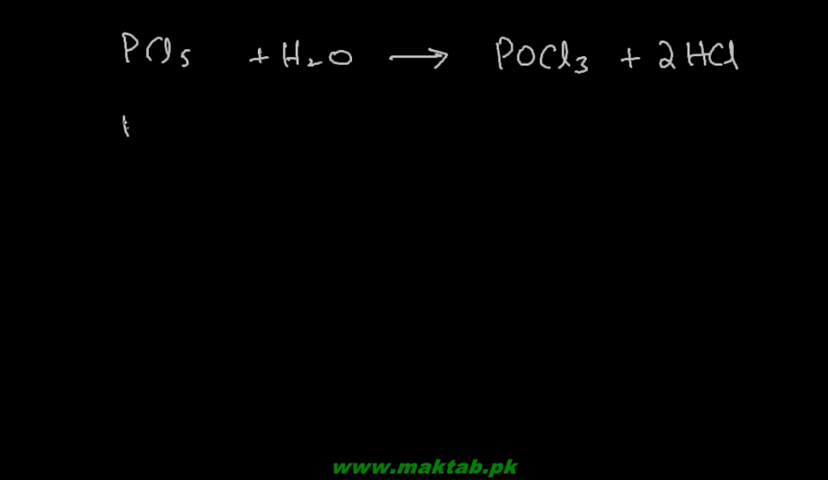 PCl₅ + H₂O ⟶ POCl₃ + 2HCl
www.maktab.pk